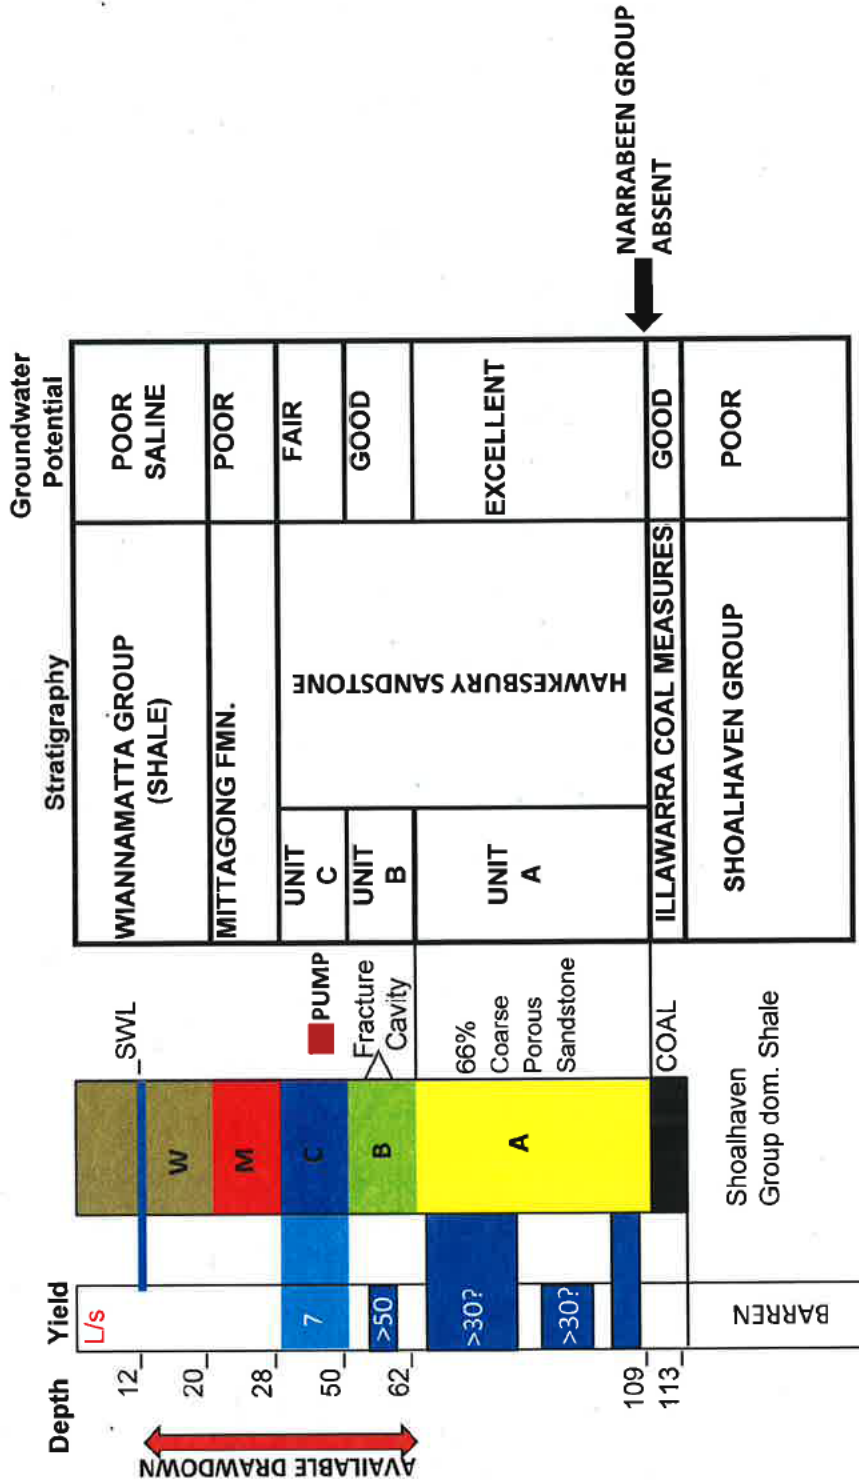 Depth
Yield
Stratigraphy
Groundwater
Potential
L/s
12
SWL
20
28
50
62
109
113
AVAILABLE DRAWDOWN
7
>50
>30?
>30?
BARREN
W
M
C
B
A
PUMP
Fracture
Cavity
66%
Coarse
Porous
Sandstone
COAL
Shoalhaven
Group dom. Shale
WIANNAMATTA GROUP
(SHALE)
POOR
SALINE
MITTAGONG FMN.
POOR
UNIT
C
FAIR
UNIT
B
GOOD
HAWKESBURY SANDSTONE
UNIT
A
EXCELLENT
ILLAWARRA COAL MEASURES
GOOD
SHOALHAVEN GROUP
POOR
NARRABEEN GROUP
ABSENT